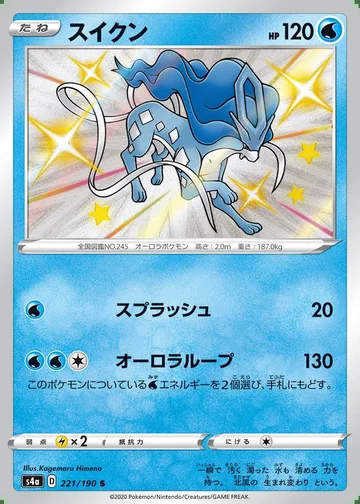 たね スイクン HP 120
全国図鑑NO.245 オーロラポケモン 高さ:2.0m 重さ:187.0kg
スプラッシュ 20
オーロラループ 130
このポケモンについているエネルギーを2個選び、手札にもどす。
弱点 ×2 抵抗力 にげる
Illus.Kagemaru Himeno
s4a D 221/190 S
一瞬で 汚く 濁った 水も 清める 力を
持つ。 北風の 生まれ変わり という。
©2020 Pokémon/Nintendo/Creatures/GAME FREAK.